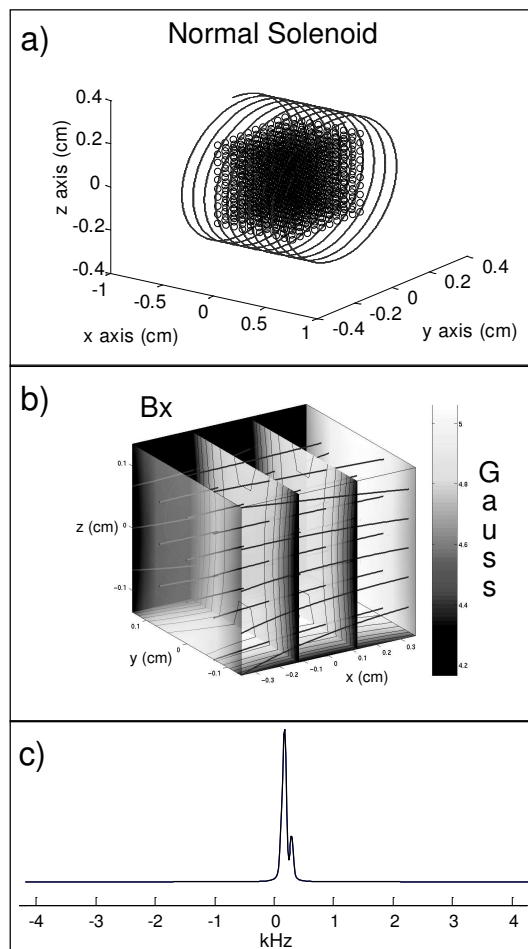 a)
Normal Solenoid
z axis (cm)
0.4
0.2
0
-0.2
-0.4
-1
-0.5
0
0.5
1
x axis (cm)
-0.4
-0.2
0
0.2
0.4
y axis (cm)
b)
Bx
z (cm)
0.1
0
-0.1
y (cm)
0.1
0
-0.1
x (cm)
-0.3
-0.2
-0.1
0
0.1
0.2
0.3
5
4.8
4.6
4.4
4.2
Gauss
c)
-4 -3 -2 -1 0 1 2 3 4
kHz